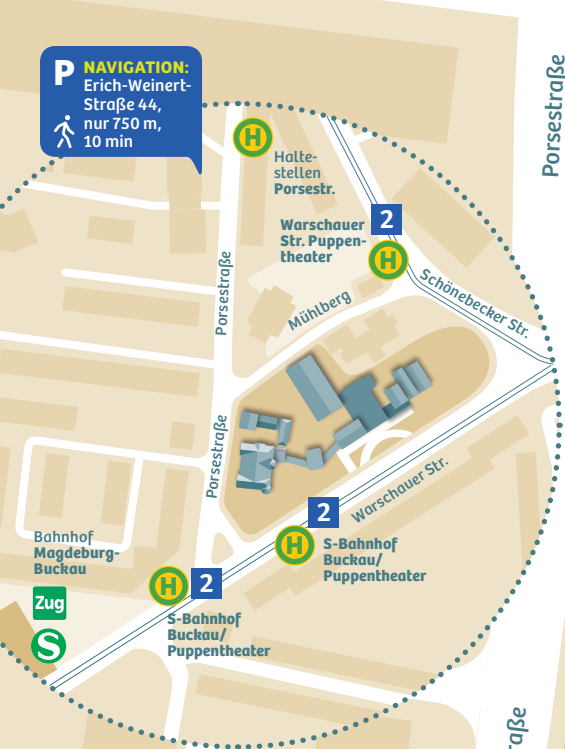 P NAVIGATION:
Erich-Weinert-
Straße 44,
nur 750 m,
10 min
Porsestraße
H
Halte-
stellen
Porsestr.
2
Warschauer
Str. Puppen-
theater
H
Schönebecker Str.
Porsestraße
Mühlberg
Porsestraße
Warschauer Str.
2
H
S-Bahnhof
Buckau/
Puppentheater
Bahnhof
Magdeburg-
Buckau
Zug
S
H
2
S-Bahnhof
Buckau/
Puppentheater
aße